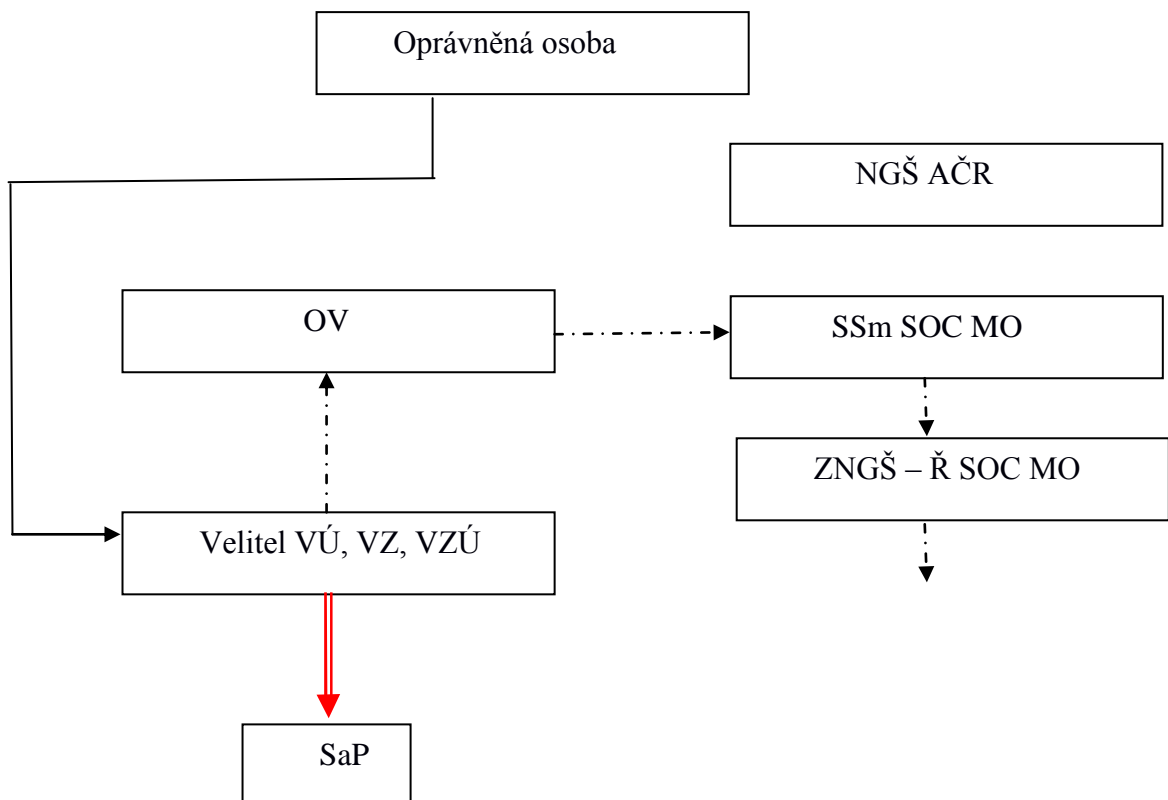 Oprávněná osoba
NGŠ AČR
OV
SSm SOC MO
ZNGŠ – Ř SOC MO
Velitel VÚ, VZ, VZÚ
SaP